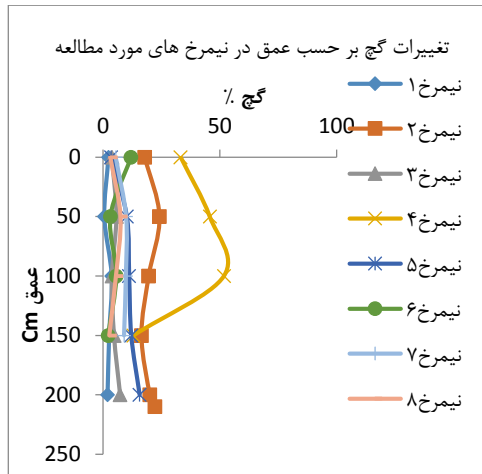 تغییرات گچ بر حسب عمق در نیمرخ های مورد مطالعه
گچ ٪
0 50 100
0
50
100
150
200
250
عمق Cm
نیمرخ۱
نیمرخ۲
نیمرخ۳
نیمرخ۴
نیمرخ۵
نیمرخ۶
نیمرخ۷
نیمرخ۸